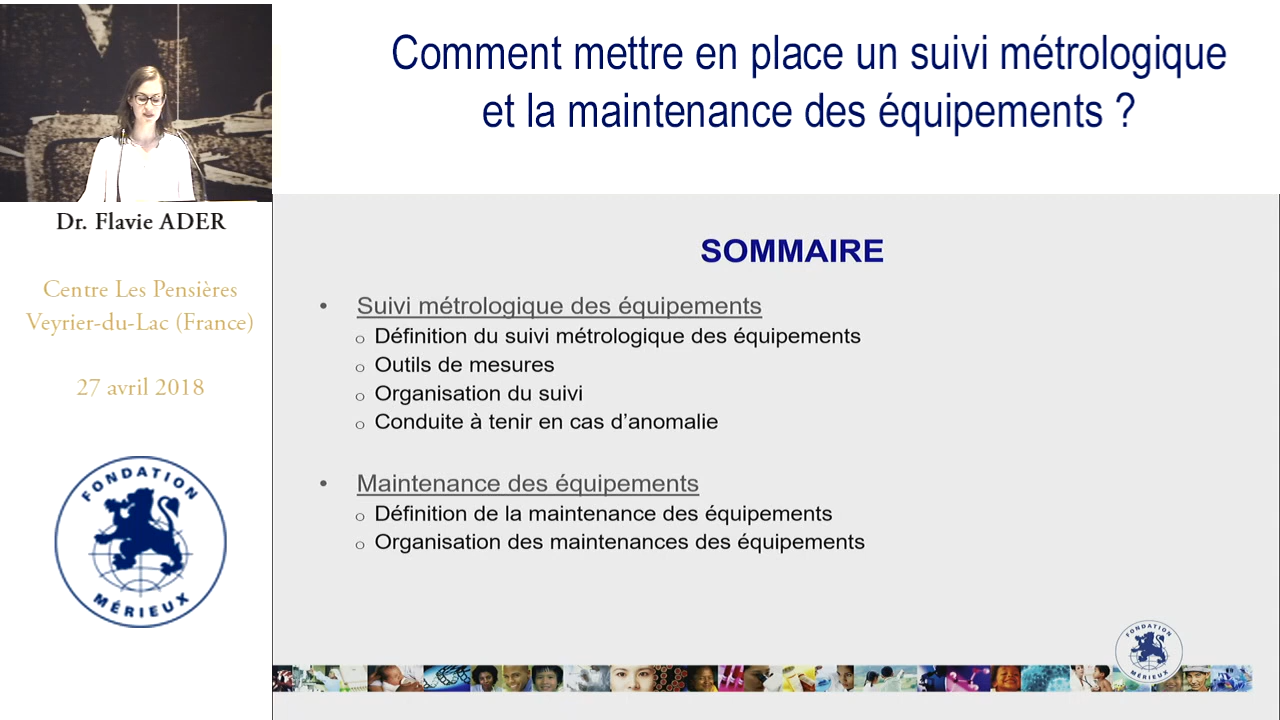 Comment mettre en place un suivi métrologique
et la maintenance des équipements ?
Dr. Flavie ADER
Centre Les Pensières
Veyrier-du-Lac (France)
27 avril 2018
FONDATION
MÉRIEUX
SOMMAIRE
• Suivi métrologique des équipements
o Définition du suivi métrologique des équipements
o Outils de mesures
o Organisation du suivi
o Conduite à tenir en cas d’anomalie
• Maintenance des équipements
o Définition de la maintenance des équipements
o Organisation des maintenances des équipements
FONDATION
MÉRIEUX